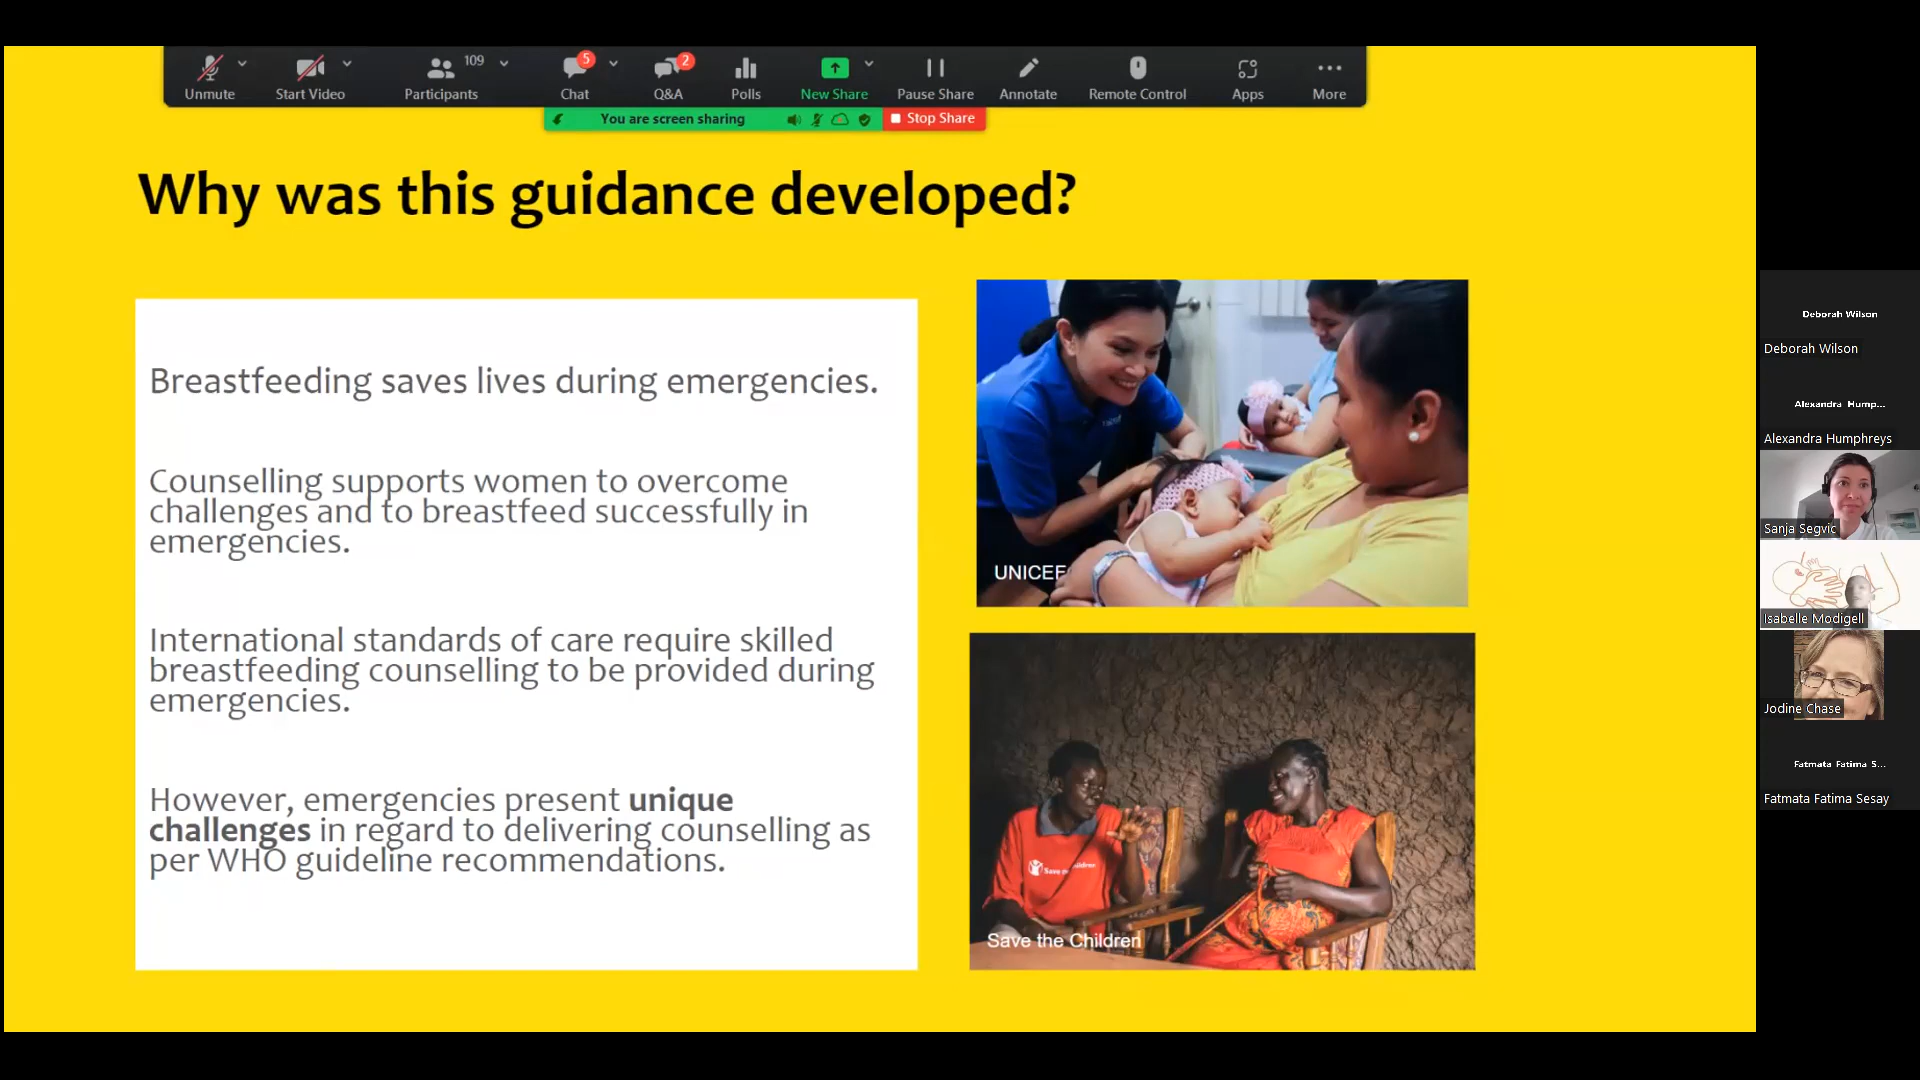 109
5
2
Unmute
Start Video
Participants
Chat
Q&A
Polls
New Share
Pause Share
Annotate
Remote Control
Apps
More
You are screen sharing
Stop Share
Why was this guidance developed?
Breastfeeding saves lives during emergencies.
Counselling supports women to overcome
challenges and to breastfeed successfully in
emergencies.
International standards of care require skilled
breastfeeding counselling to be provided during
emergencies.
However, emergencies present unique
challenges in regard to delivering counselling as
per WHO guideline recommendations.
UNICEF
Save the Children
Deborah Wilson
Deborah Wilson
Alexandra Hump...
Alexandra Humphreys
Sanja Segvic
Isabelle Modigell
Jodine Chase
Fatmata Fatima S...
Fatmata Fatima Sesay